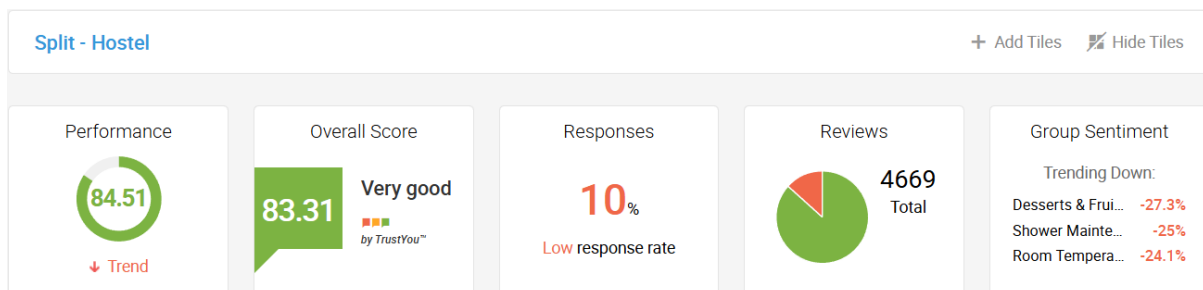 Split - Hostel
+ Add Tiles
Hide Tiles
Performance
84.51
Trend
Overall Score
83.31
Very good
by TrustYou™
Responses
10%
Low response rate
Reviews
4669
Total
Group Sentiment
Trending Down:
Desserts & Frui... -27.3%
Shower Mainte... -25%
Room Tempera... -24.1%